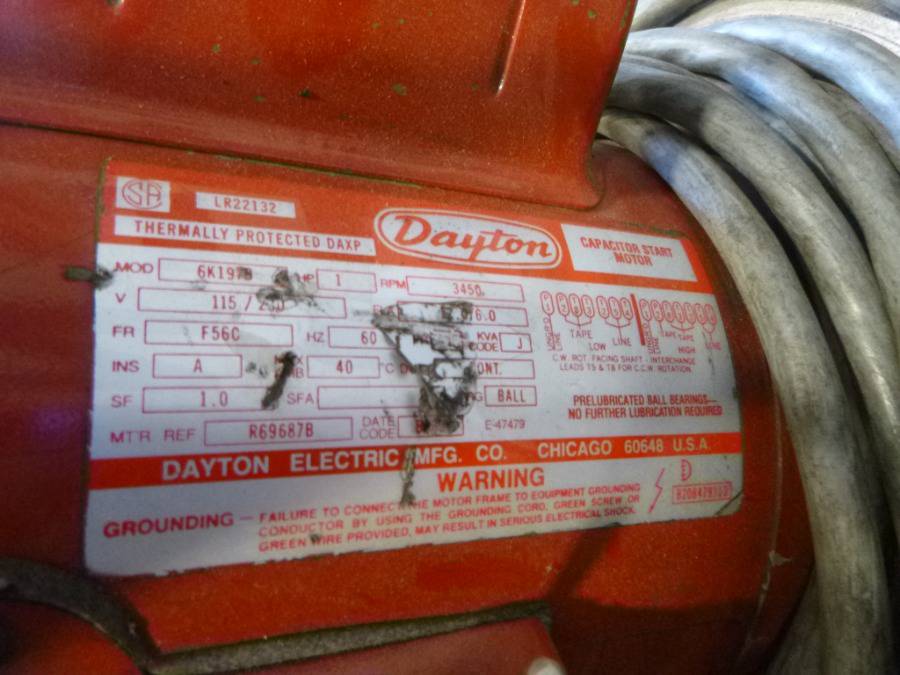 SA LR22132
THERMALLY PROTECTED DAXP
Dayton
CAPACITOR START
MOTOR
MOD HP 1 RPM 3450
V 115 /
FR F56C HZ 60 KVA CODE J
INS A 40 °C
SF 1.0 SFA BALL
MTR REF R69687B DATE CODE E-47479
TAPE LINE TAPE LINE
LOW HIGH
C.W. ROT. FACING SHAFT - INTERCHANGE
LEADS T5 & T8 FOR C.C.W. ROTATION
PRELUBRICATED BALL BEARINGS—
NO FURTHER LUBRICATION REQUIRED
DAYTON ELECTRIC MFG. CO. CHICAGO 60648 U.S.A.
WARNING
GROUNDING — FAILURE TO CONNECT THE MOTOR FRAME TO EQUIPMENT GROUNDING
CONDUCTOR BY USING THE GROUNDING CORD, GREEN SCREW, OR
GREEN WIRE PROVIDED, MAY RESULT IN SERIOUS ELECTRICAL SHOCK.